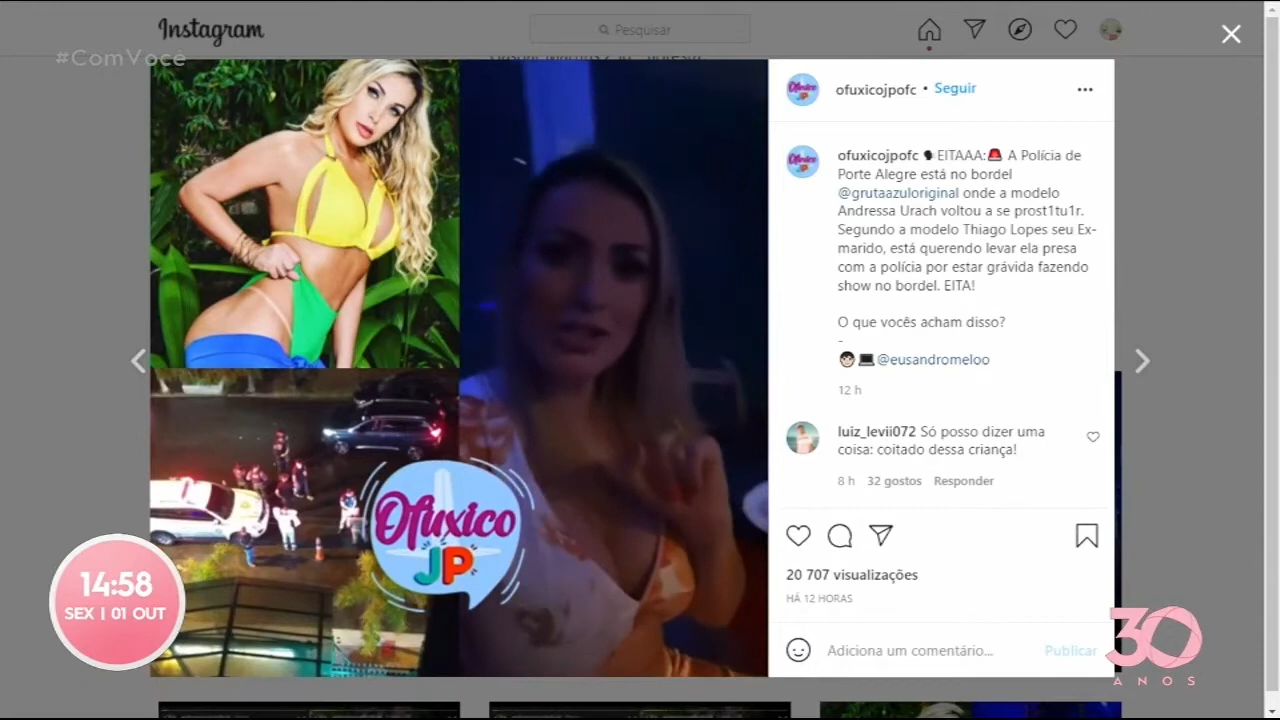 Instagram
Pesquisar
#ComVocê
ofuxicojpofc • Seguir
ofuxicojpofc 🗣EITAAA:🚨 A Polícia de
Porte Alegre está no bordel
@grutaazuloriginal onde a modelo
Andressa Urach voltou a se prost1tu1r.
Segundo a modelo Thiago Lopes seu Ex-
marido, está querendo levar ela presa
com a polícia por estar grávida fazendo
show no bordel. EITA!
O que vocês acham disso?
-
🧑🏻💻@eusandromeloo
12 h
luiz_levii072 Só posso dizer uma
coisa: coitado dessa criança!
8 h 32 gostos Responder
20 707 visualizações
HÁ 12 HORAS
Adiciona um comentário... Publicar
Ofuxico
JP
14:58
SEX | 01 OUT
30
ANOS